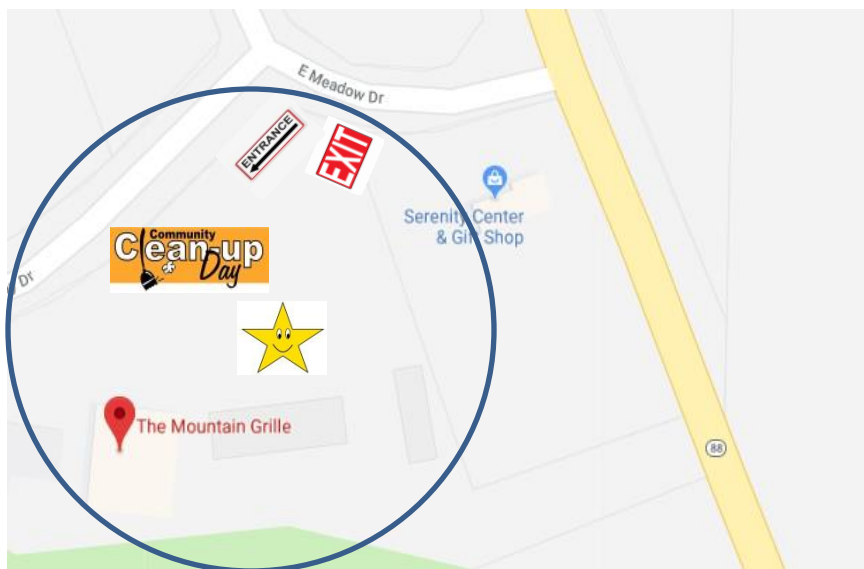 E Meadow Dr
ENTRANCE
EXIT
Serenity Center
& Gift Shop
Community
Clean-up
Day
Dr
The Mountain Grille
88